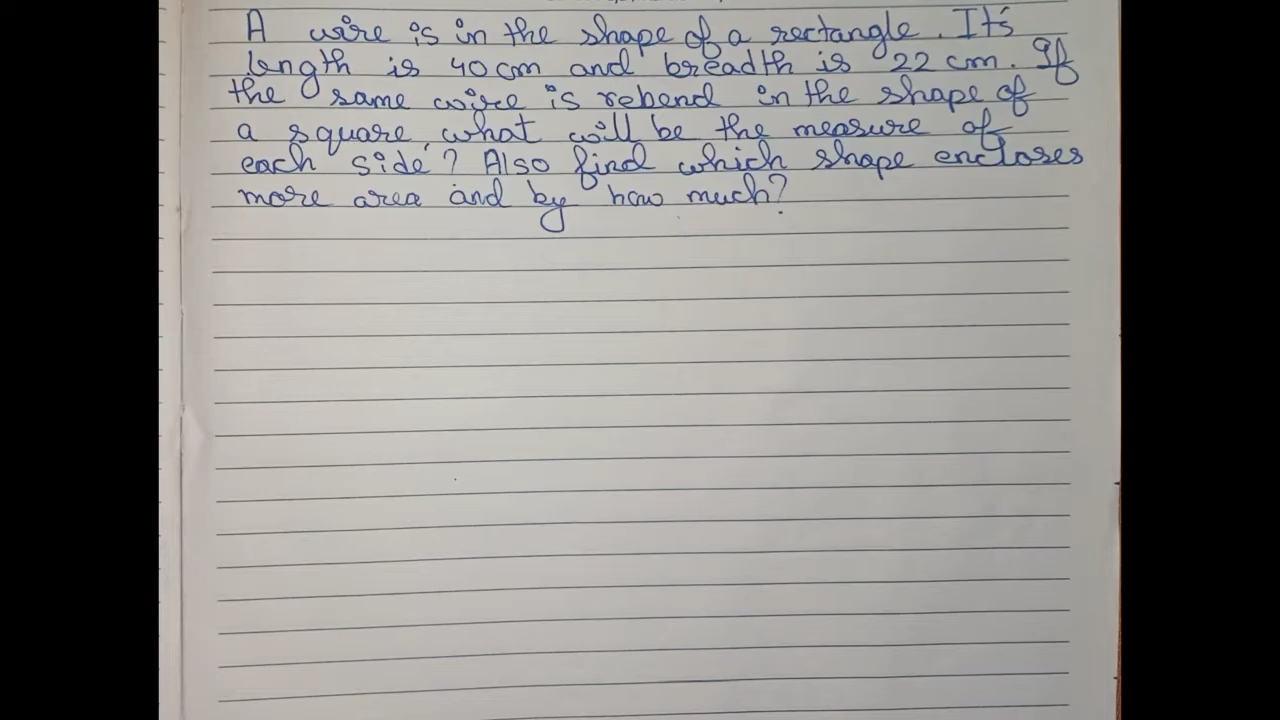 A wire is in the shape of a rectangle. It's
length is 40 cm and breadth is 22 cm. If
the same wire is rebend in the shape of
a square, what will be the measure of
each side? Also find which shape encloses
more area and by how much?